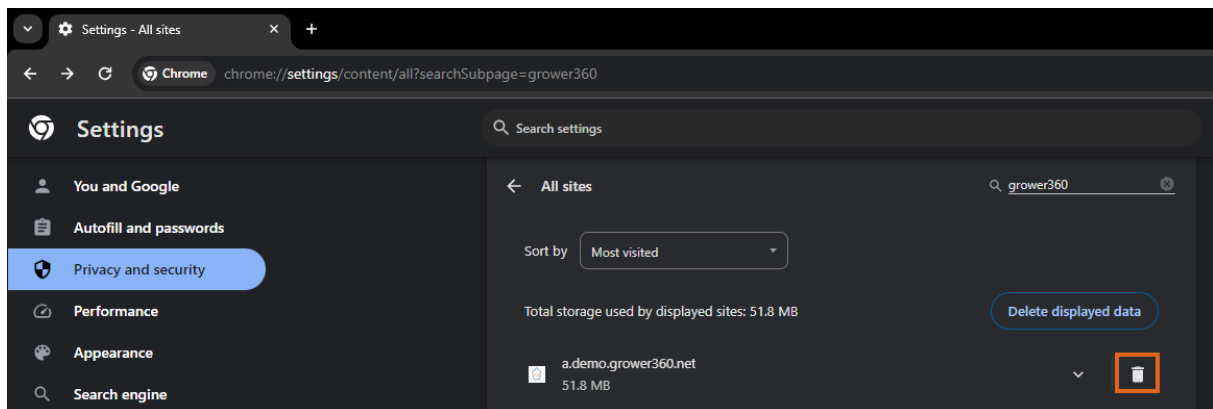 Settings - All sites
Chrome chrome://settings/content/all?searchSubpage=grower360
Settings
Search settings
You and Google
Autofill and passwords
Privacy and security
Performance
Appearance
Search engine
All sites
grower360
Sort by Most visited
Total storage used by displayed sites: 51.8 MB
Delete displayed data
a.demo.grower360.net
51.8 MB